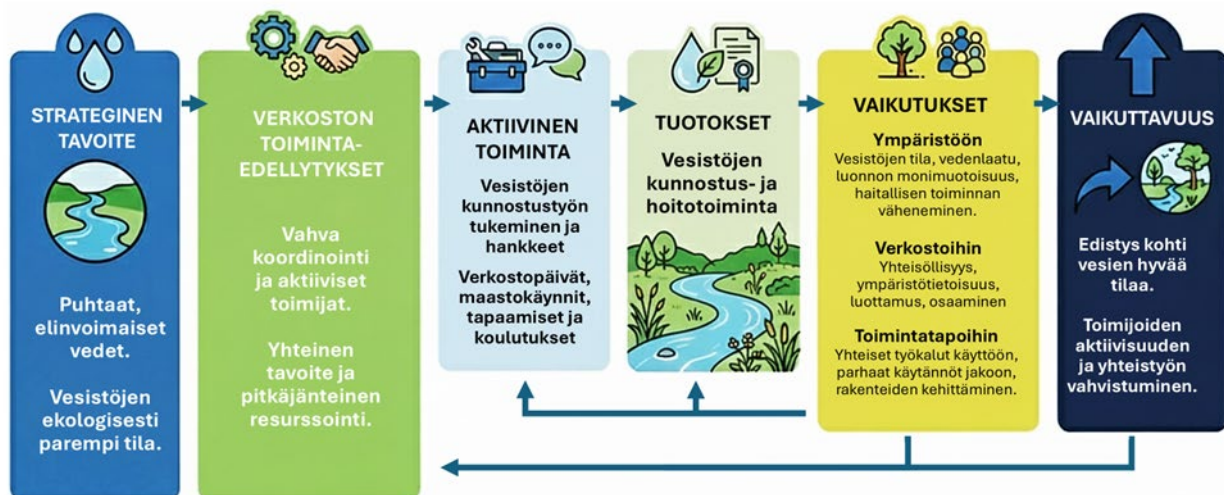 STRATEGINEN
TAVOITE
Puhtaat,
elinvoimaiset
vedet.
Vesistöjen
ekologisesti
parempi tila.
VERKOSTON
TOIMINTA-
EDELLYTYKSET
Vahva
koordinointi
ja aktiiviset
toimijat.
Yhteinen
tavoite ja
pitkäjänteinen
resurssointi.
AKTIIVINEN
TOIMINTA
Vesistöjen
kunnostustyön
tukeminen ja
hankkeet
Verkostopäivät,
maastokäynnit,
tapaamiset ja
koulutukset
TUOTOKSET
Vesistöjen
kunnostus- ja
hoitotoiminta
VAIKUTUKSET
Ympäristöön
Vesistöjen tila, vedenlaatu,
luonnon monimuotoisuus,
haitallisen toiminnan
väheneminen.
Verkostoihin
Yhteisöllisyys,
ympäristötietoisuus,
luottamus, osaaminen
Toimintatapoihin
Yhteiset työkalut käyttöön,
parhaat käytännöt jakoon,
rakenteiden kehittäminen.
VAIKUTTAVUUS
Edistys kohti
vesien hyvää
tilaa.
Toimijoiden
aktiivisuuden
ja yhteistyön
vahvistuminen.